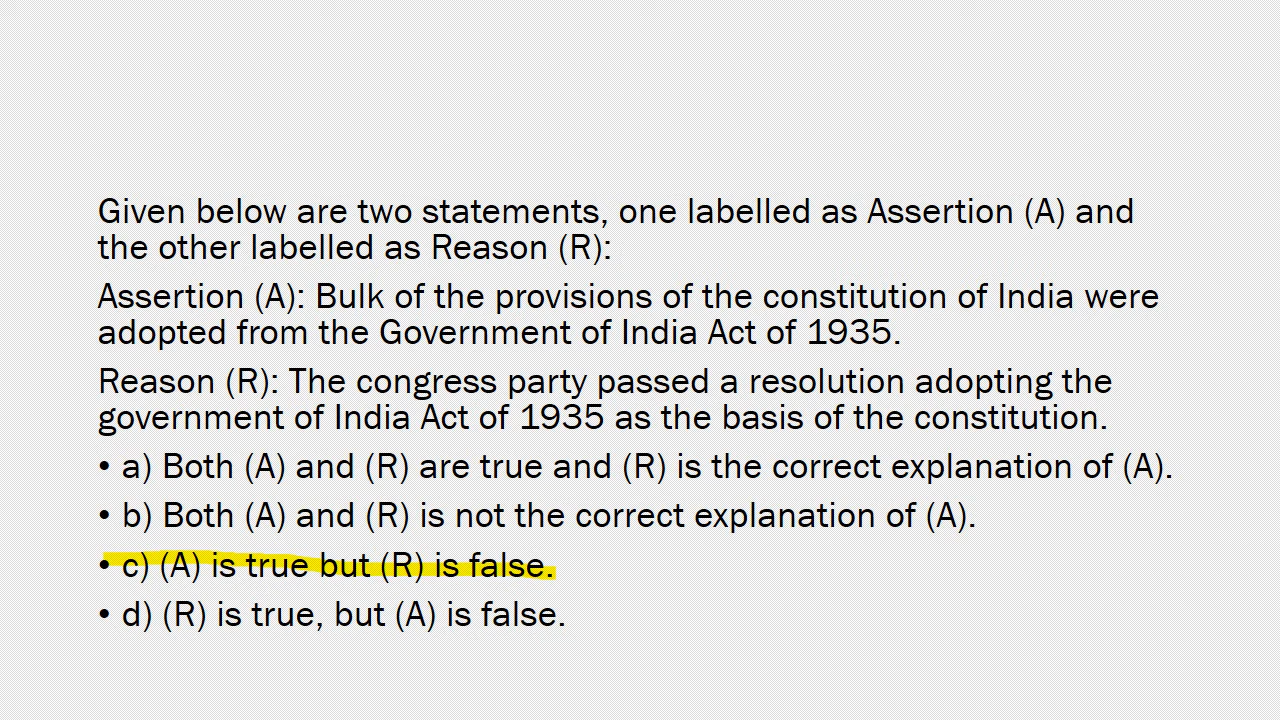 Given below are two statements, one labelled as Assertion (A) and
the other labelled as Reason (R):
Assertion (A): Bulk of the provisions of the constitution of India were
adopted from the Government of India Act of 1935.
Reason (R): The congress party passed a resolution adopting the
government of India Act of 1935 as the basis of the constitution.
• a) Both (A) and (R) are true and (R) is the correct explanation of (A).
• b) Both (A) and (R) is not the correct explanation of (A).
• c) (A) is true but (R) is false.
• d) (R) is true, but (A) is false.